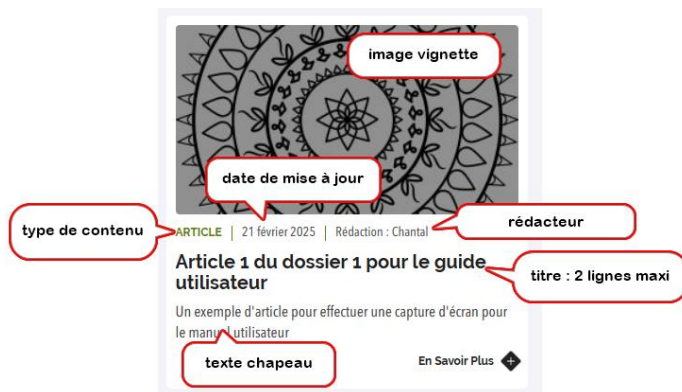 image vignette
date de mise à jour
type de contenu
ARTICLE | 21 février 2025 | Rédaction : Chantal
rédacteur
Article 1 du dossier 1 pour le guide
utilisateur
titre : 2 lignes maxi
Un exemple d'article pour effectuer une capture d'écran pour
le manuel utilisateur
texte chapeau
En Savoir Plus